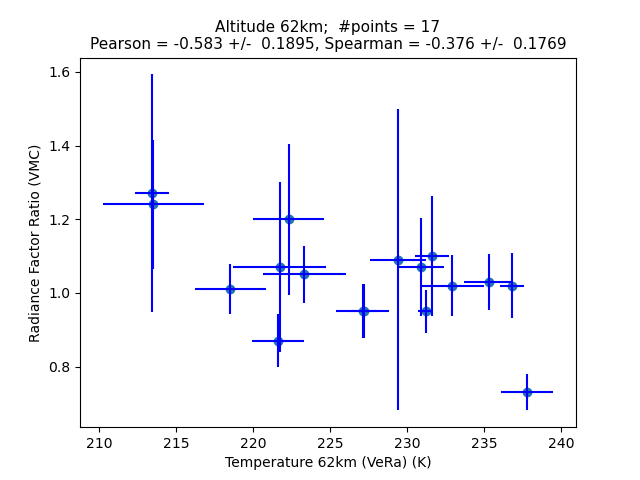 Altitude 62km;  #points = 17
Pearson = -0.583 +/-  0.1895, Spearman = -0.376 +/-  0.1769
1.6
1.4
1.2
1.0
0.8
Radiance Factor Ratio (VMC)
210 215 220 225 230 235 240
Temperature 62km (VeRa) (K)